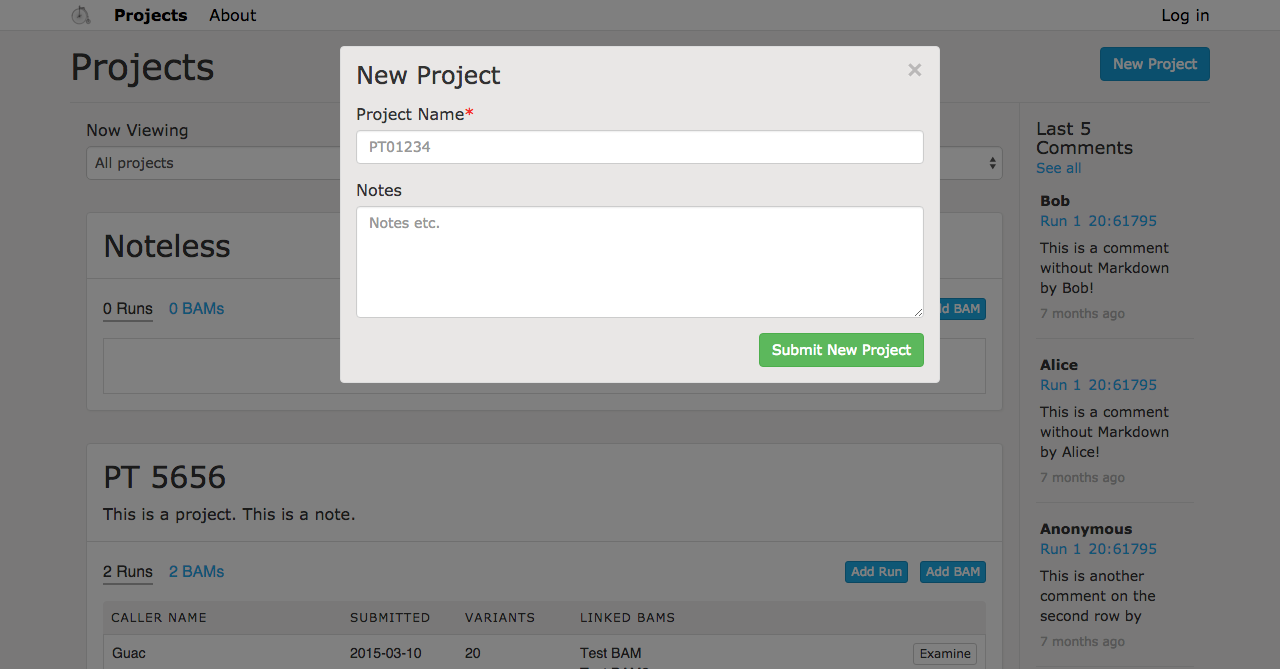 Projects About Log in
Projects
New Project
New Project
×
Project Name*
PT01234
Notes
Notes etc.
Submit New Project
Now Viewing
All projects
Noteless
0 Runs 0 BAMs
BAM
PT 5656
This is a project. This is a note.
2 Runs 2 BAMs Add Run Add BAM
CALLER NAME SUBMITTED VARIANTS LINKED BAMS
Guac 2015-03-10 20 Test BAM Examine
Last 5
Comments
See all
Bob
Run 1 20:61795
This is a comment
without Markdown
by Bob!
7 months ago
Alice
Run 1 20:61795
This is a comment
without Markdown
by Alice!
7 months ago
Anonymous
Run 1 20:61795
This is another
comment on the
second row by
7 months ago